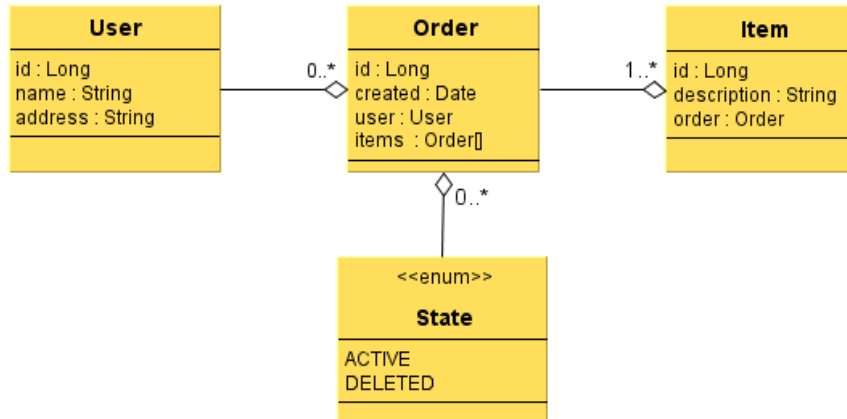 User
id : Long
name : String
address : String
0..*
Order
id : Long
created : Date
user : User
items : Order[]
1..*
Item
id : Long
description : String
order : Order
0..*
<<enum>>
State
ACTIVE
DELETED